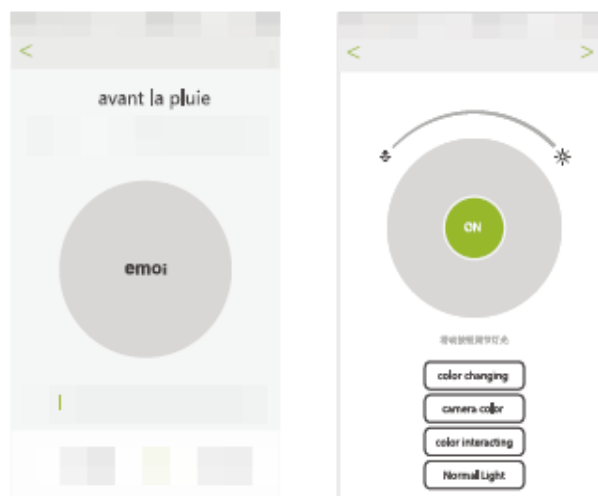 <
avant la pluie
emoi
< >
ON
color changing
camera color
color interacting
Normal Light